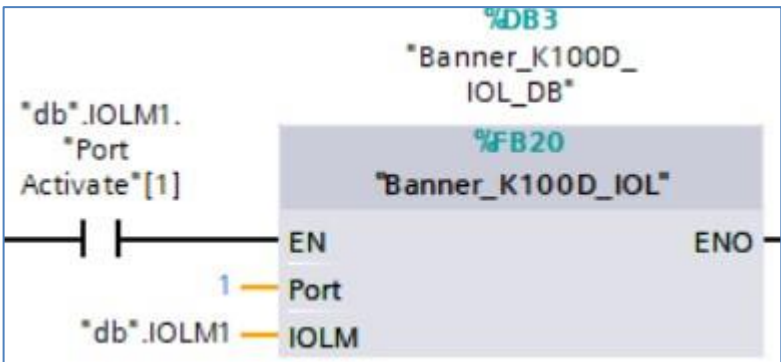 %DB3
"Banner_K100D_
IOL_DB"
"db".IOLM1.
"Port
Activate"[1]
%FB20
"Banner_K100D_IOL"
EN ENO
1 Port
"db".IOLM1 IOLM